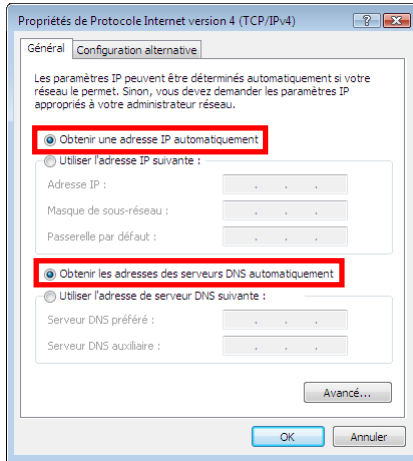 Propriétés de Protocole Internet version 4 (TCP/IPv4)
Général
Configuration alternative
Les paramètres IP peuvent être déterminés automatiquement si votre
réseau le permet. Sinon, vous devez demander les paramètres IP
appropriés à votre administrateur réseau.
Obtenir une adresse IP automatiquement
Utiliser l'adresse IP suivante :
Adresse IP :
Masque de sous-réseau :
Passerelle par défaut :
Obtenir les adresses des serveurs DNS automatiquement
Utiliser l'adresse de serveur DNS suivante :
Serveur DNS préféré :
Serveur DNS auxiliaire :
Avancé...
OK
Annuler